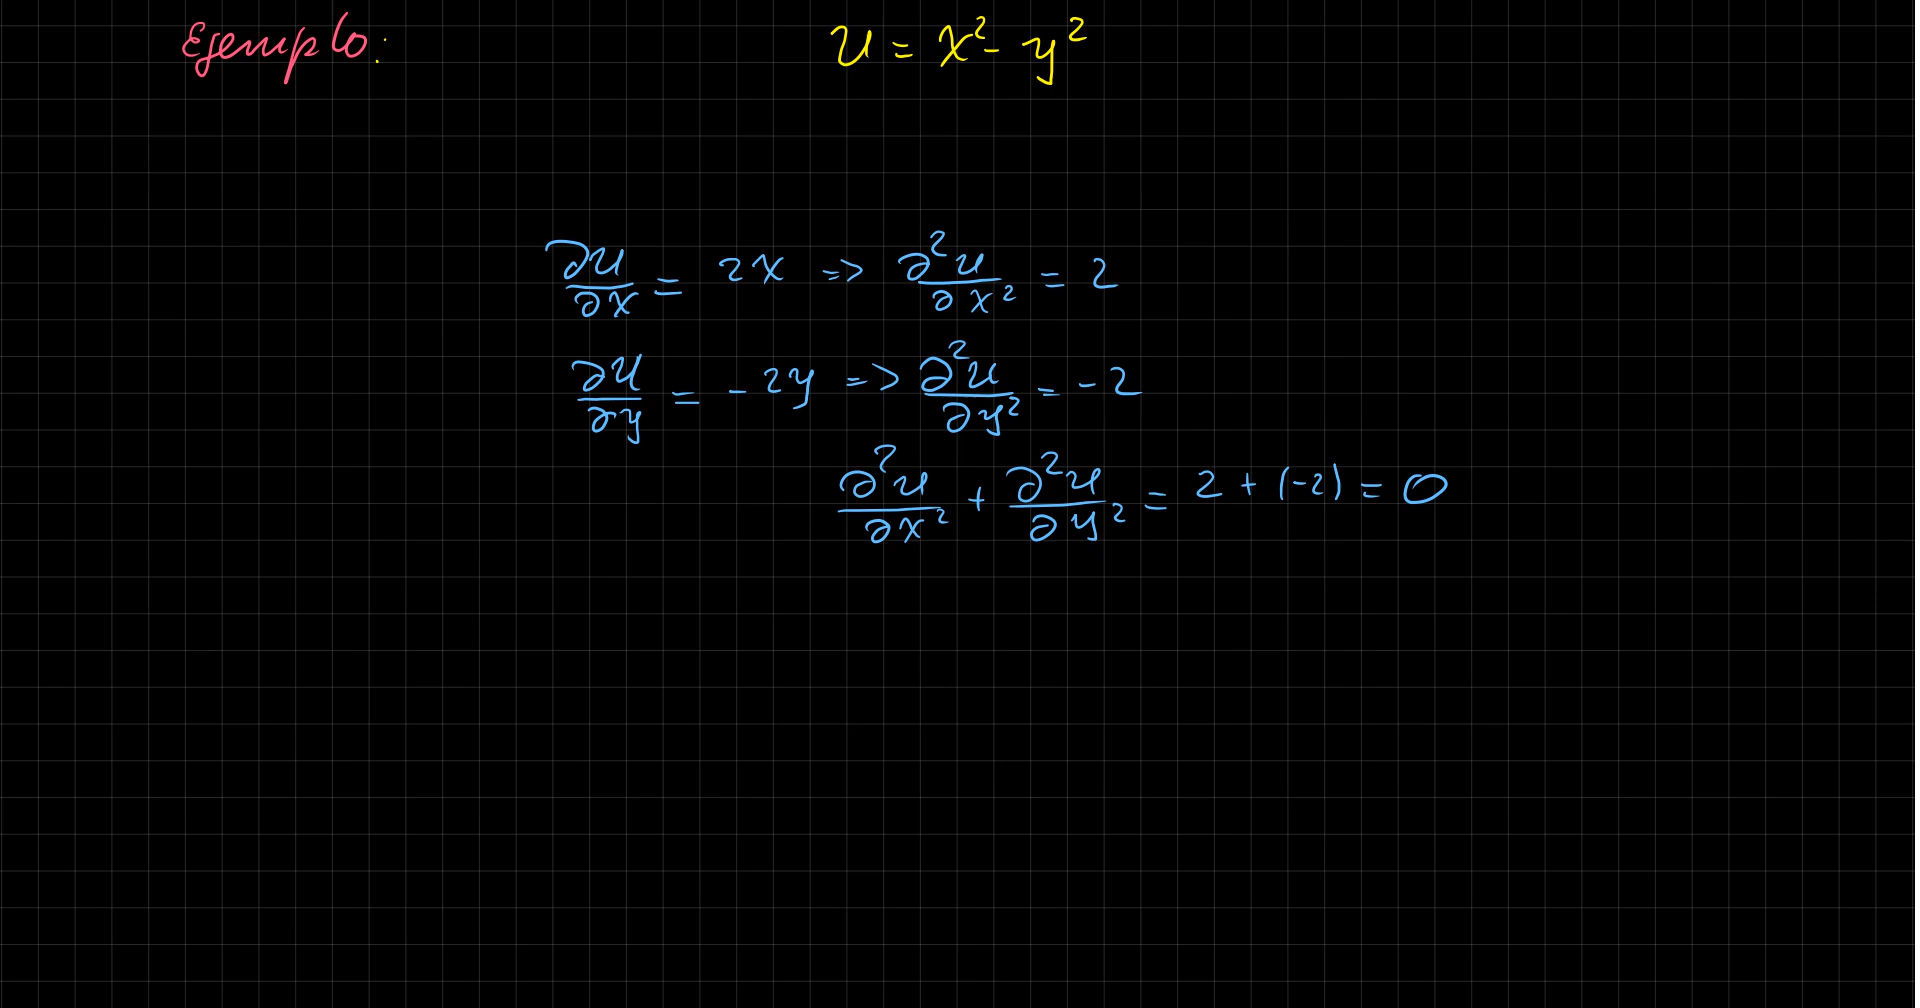 Ejemplo: u = x² - y²
∂u/∂x = 2x => ∂²u/∂x² = 2
∂u/∂y = -2y => ∂²u/∂y² = -2
∂²u/∂x² + ∂²u/∂y² = 2 + (-2) = 0